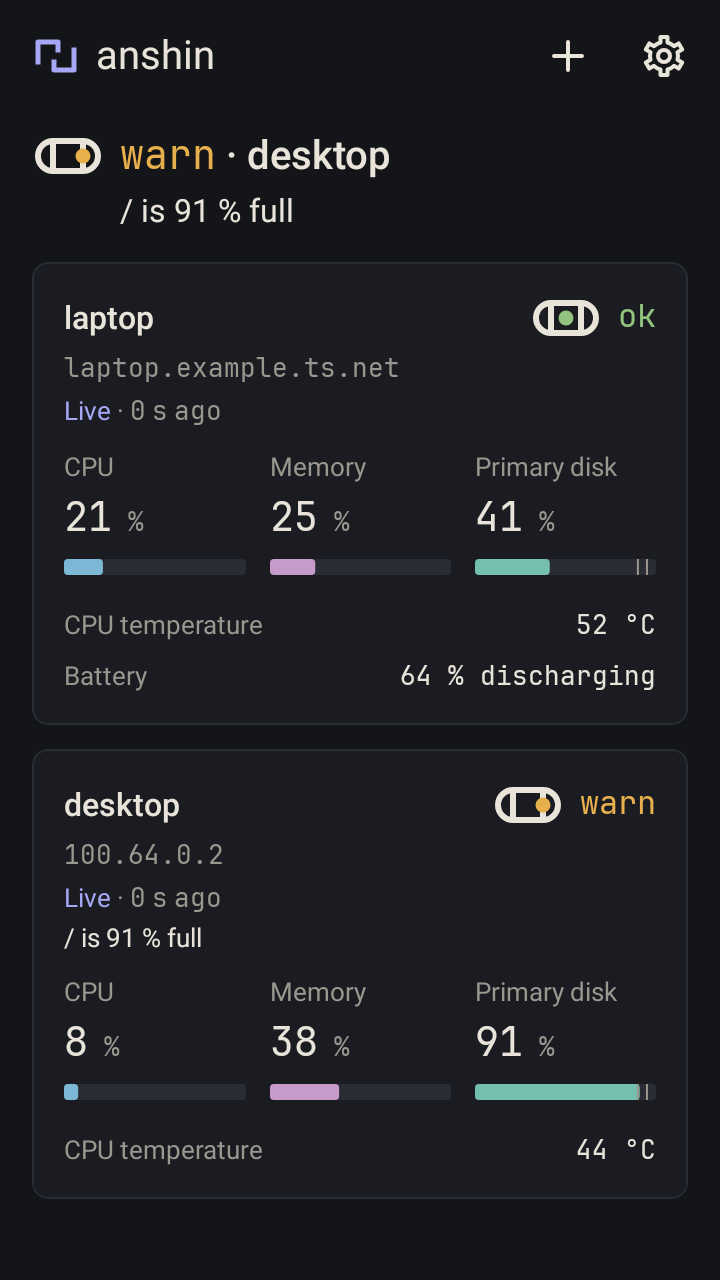 anshin
warn · desktop
/ is 91 % full
laptop
ok
laptop.example.ts.net
Live · 0 s ago
CPU
Memory
Primary disk
21 %
25 %
41 %
CPU temperature
52 °C
Battery
64 % discharging
desktop
warn
100.64.0.2
Live · 0 s ago
/ is 91 % full
CPU
Memory
Primary disk
8 %
38 %
91 %
CPU temperature
44 °C